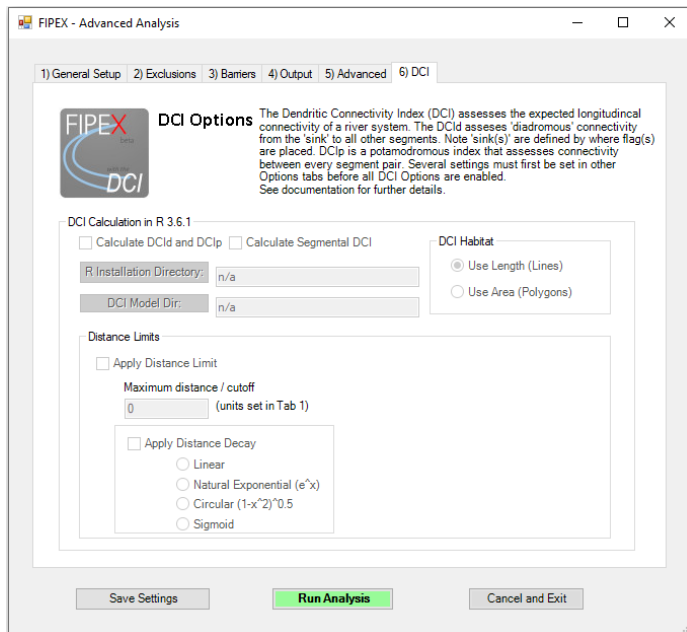 FIPEX - Advanced Analysis
1) General Setup 2) Exclusions 3) Barriers 4) Output 5) Advanced 6) DCI
FIPEX
beta
DCI
DCI Options
The Dendritic Connectivity Index (DCI) assesses the expected longitudincal
connectivity of a river system. The DCId asseses 'diadromous' connectivity
from the 'sink' to all other segments. Note 'sink(s)' are defined by where flag(s)
are placed. DCIp is a potamodromous index that assesses connectivity
between every segment pair. Several settings must first be set in other
Options tabs before all DCI Options are enabled.
See documentation for further details.
DCI Calculation in R 3.6.1
Calculate DCId and DCIp Calculate Segmental DCI
R Installation Directory: n/a
DCI Model Dir: n/a
DCI Habitat
Use Length (Lines)
Use Area (Polygons)
Distance Limits
Apply Distance Limit
Maximum distance / cutoff
0 (units set in Tab 1)
Apply Distance Decay
Linear
Natural Exponential (e^x)
Circular (1-x^2)^0.5
Sigmoid
Save Settings Run Analysis Cancel and Exit